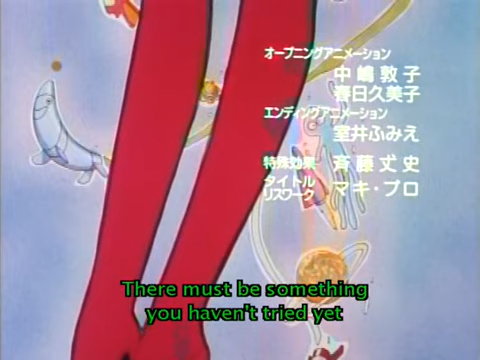 オープニングアニメーション
中嶋敦子
春日久美子
エンディングアニメーション
室井ふみえ
特殊効果 斉藤丈史
タイトル
リスワーク マキ・プロ
There must be something
you haven't tried yet